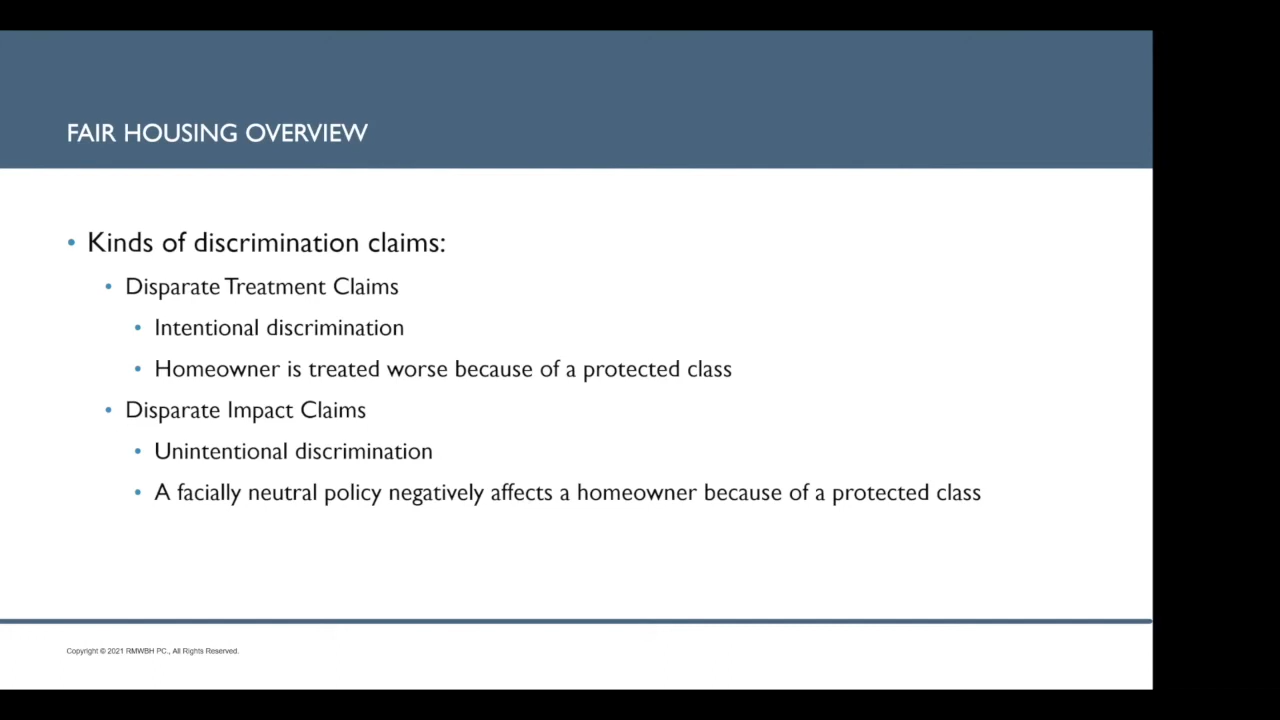 FAIR HOUSING OVERVIEW
• Kinds of discrimination claims:
• Disparate Treatment Claims
• Intentional discrimination
• Homeowner is treated worse because of a protected class
• Disparate Impact Claims
• Unintentional discrimination
• A facially neutral policy negatively affects a homeowner because of a protected class
Copyright © 2021 RMWBH PC., All Rights Reserved.